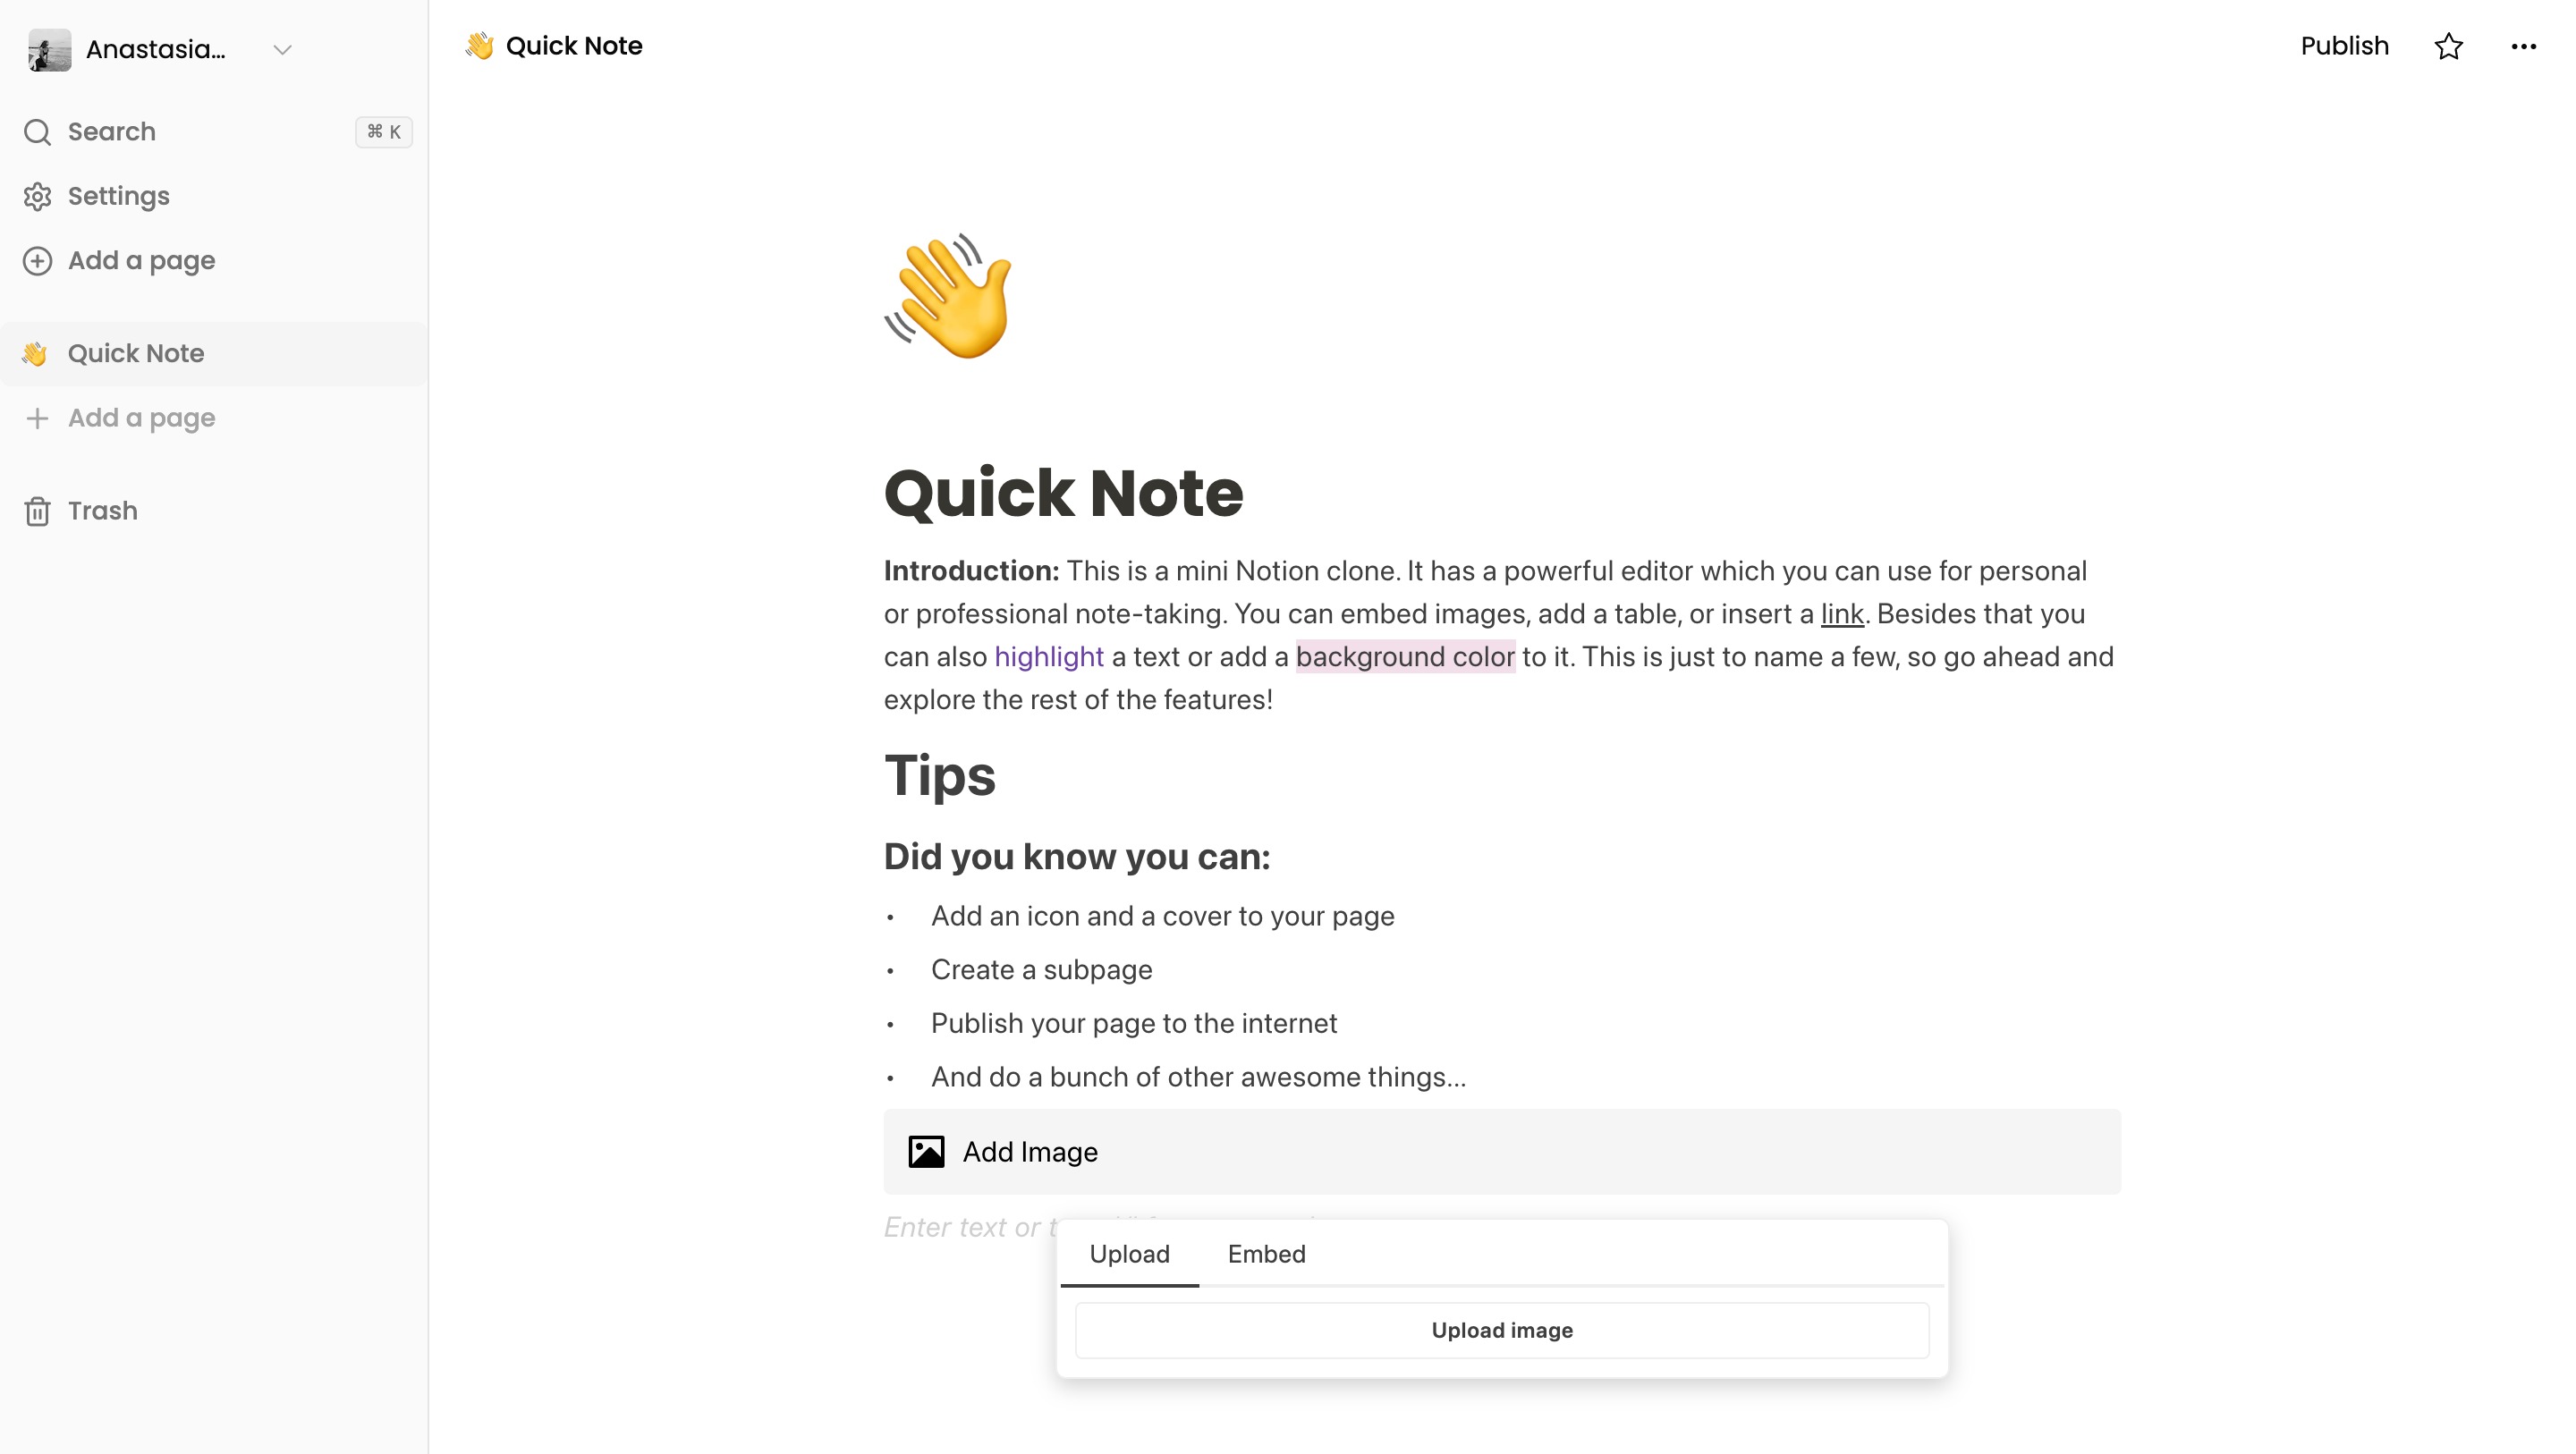 Anastasia...
Search
⌘ K
Settings
Add a page
Quick Note
Add a page
Trash
Quick Note
Publish
Quick Note
Introduction: This is a mini Notion clone. It has a powerful editor which you can use for personal
or professional note-taking. You can embed images, add a table, or insert a link. Besides that you
can also highlight a text or add a background color to it. This is just to name a few, so go ahead and
explore the rest of the features!
Tips
Did you know you can:
• Add an icon and a cover to your page
• Create a subpage
• Publish your page to the internet
• And do a bunch of other awesome things...
Add Image
Enter text or
Upload
Embed
Upload image